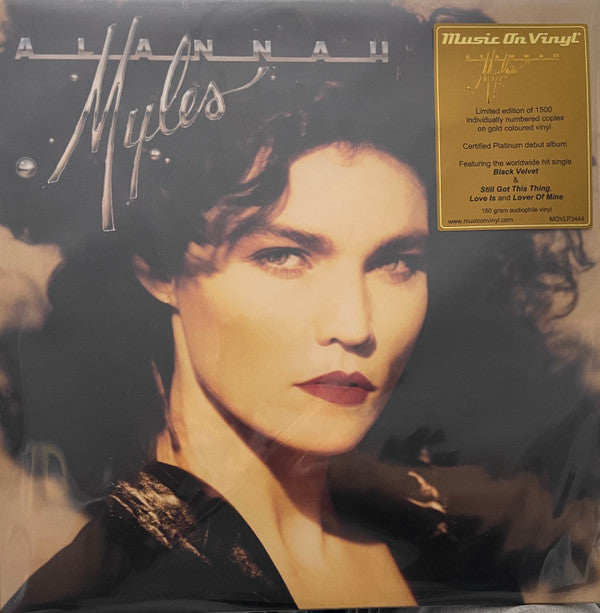 ALANNAH
Myles
Music On Vinyl
ALANNAH
Myles
Limited edition of 1500
individually numbered copies
on gold coloured vinyl
Certified Platinum debut album
Featuring the worldwide hit single
Black Velvet
&
Still Got This Thing,
Love Is and Lover Of Mine
180 gram audiophile vinyl
www.musiconvinyl.com MOVLP3444